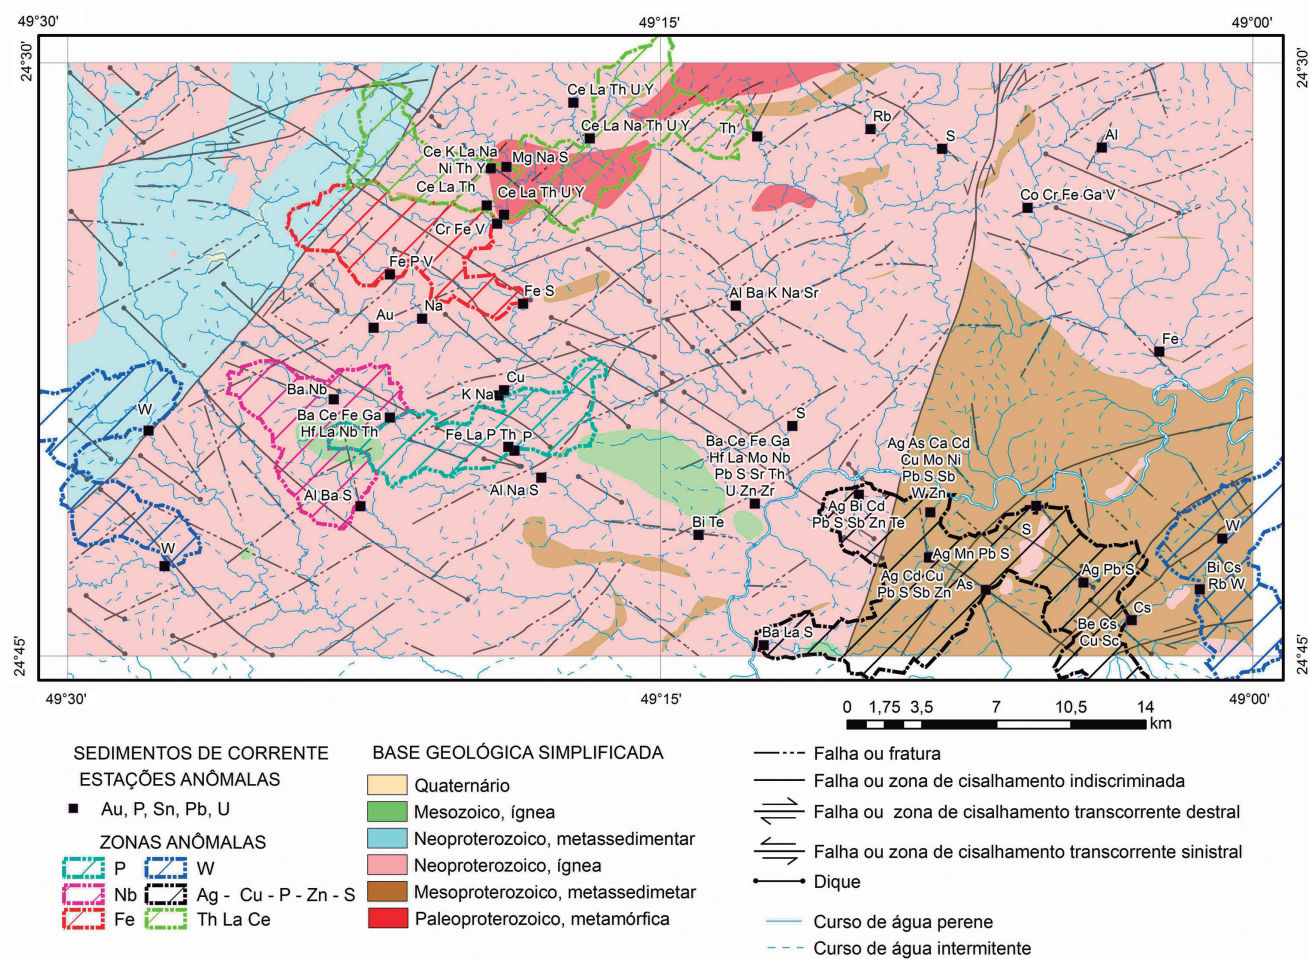 49°30'
49°15'
49°00'
24°30'
24°30'
Ce La Th U Y
Ce La Na Th U Y
Th
Rb
S
Al
Ce K La Na
Ni Th Y
Mg Na S
Ce La Th
Ce La Th U Y
Cr Fe V
Co Cr Fe Ga V
Fe P V
Fe S
Al Ba K Na Sr
Na
Au
Fe
Cu
K Na
Ba Nb
W
Ba Ce Fe Ga
Hf La Nb Th
Fe La P Th
P
S
Ba Ce Fe Ga
Hf La Mo Nb
Pb S Sr Th
U Zn Zr
Ag As Ca Cd
Cu Mo Ni
Pb S Sb
W Zn
Al Na S
Al Ba S
Ag Bi Cd
Pb S Sb Zn Te
Bi Te
S
W
W
Ag Mn Pb S
Ag Cd Cu
Pb S Sb Zn
As
Ag Pb S
Bi Cs
Rb W
Cs
Be Cs
Cu Sc
Ba La S
24°45'
24°45'
49°30'
49°15'
49°00'
0 1,75 3,5 7 10,5 14
km
SEDIMENTOS DE CORRENTE
ESTAÇÕES ANÔMALAS
Au, P, Sn, Pb, U
ZONAS ANÔMALAS
P
W
Nb
Ag - Cu - P - Zn - S
Fe
Th La Ce
BASE GEOLÓGICA SIMPLIFICADA
Quaternário
Mesozoico, ígnea
Neoproterozoico, metassedimentar
Neoproterozoico, ígnea
Mesoproterozoico, metassedimetar
Paleoproterozoico, metamórfica
Falha ou fratura
Falha ou zona de cisalhamento indiscriminada
Falha ou zona de cisalhamento transcorrente destral
Falha ou zona de cisalhamento transcorrente sinistral
Dique
Curso de água perene
Curso de água intermitente